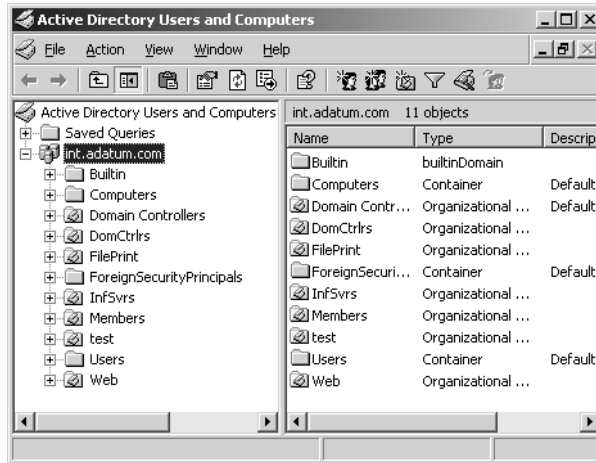 Active Directory Users and Computers
File Action View Window Help
Active Directory Users and Computers
Saved Queries
int.adatum.com
Builtin
Computers
Domain Controllers
DomCtrlrs
FilePrint
ForeignSecurityPrincipals
InfSvrs
Members
test
Users
Web
int.adatum.com 11 objects
Name Type Descrip
Builtin builtinDomain
Computers Container Default
Domain Contr... Organizational ... Default
DomCtrlrs Organizational ...
FilePrint Organizational ...
ForeignSecuri... Container Default
InfSvrs Organizational ...
Members Organizational ...
test Organizational ...
Users Container Default
Web Organizational ...